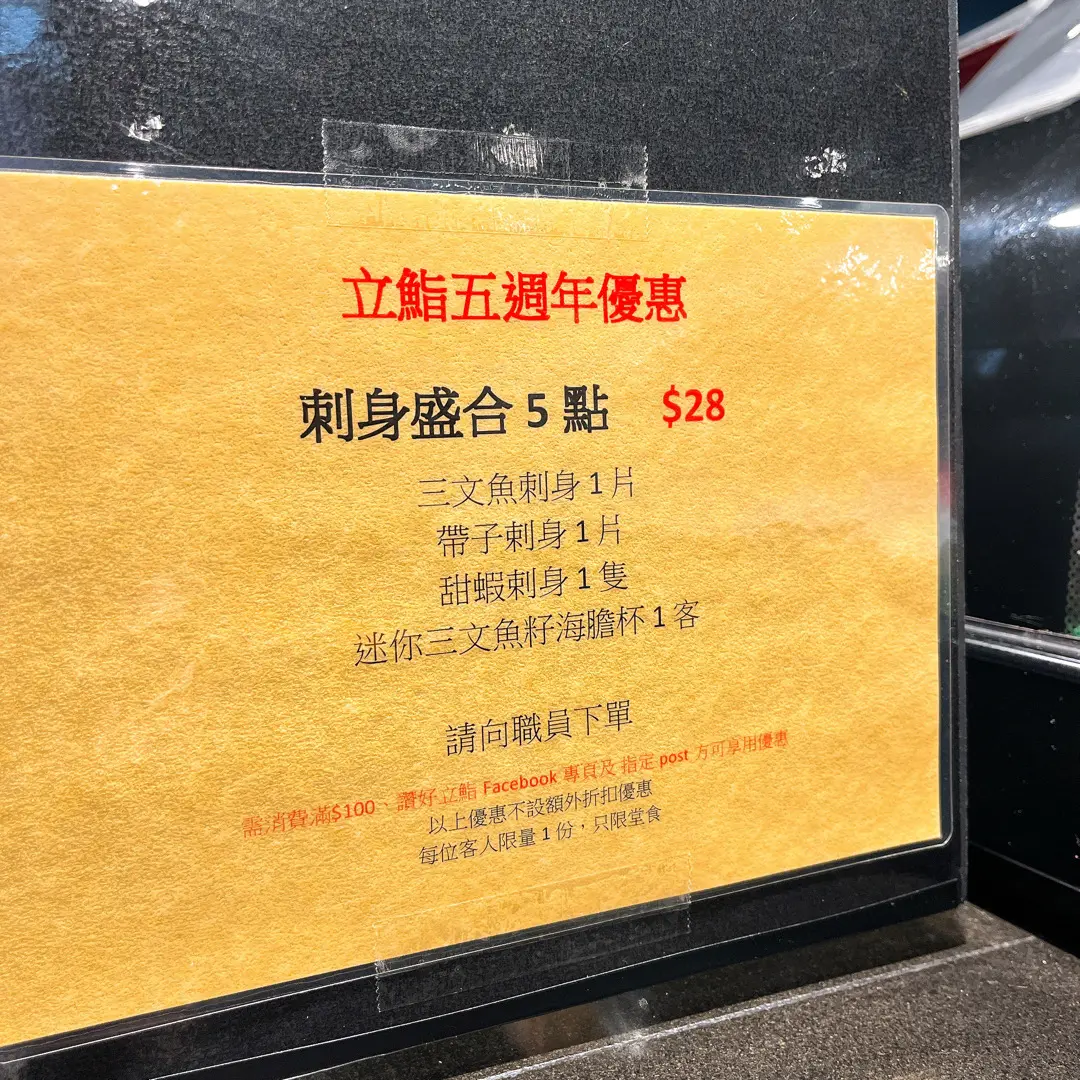 立鮨五週年優惠
刺身盛合 5 點 $28
三文魚刺身 1 片
帶子刺身 1 片
甜蝦刺身 1 隻
迷你三文魚籽海膽杯 1 客
請向職員下單
需消費滿$100、讚好立鮨 Facebook 專頁及 指定 post 方可享用優惠
以上優惠不設額外折扣優惠
每位客人限量 1 份，只限堂食